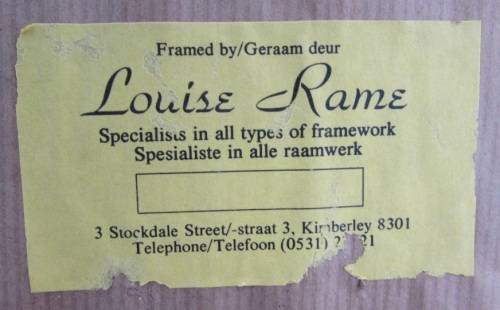 Framed by/Geraam deur
Louise Rame
Specialists in all types of framework
Spesialiste in alle raamwerk
3 Stockdale Street/-straat 3, Kimberley 8301
Telephone/Telefoon (0531)